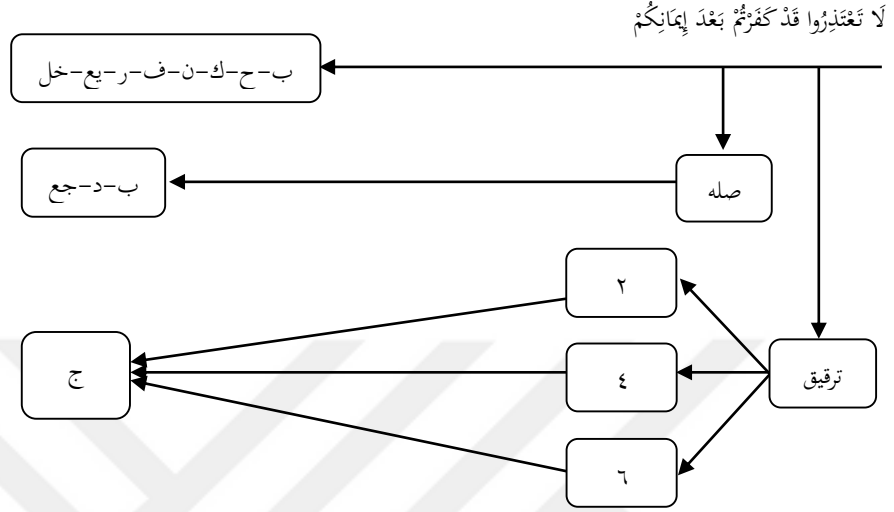 لَا تَعْتَذِرُوا قَدْ كَفَرْتُمْ بَعْدَ إِيمَانِكُمْ
ب-ح-ك-ن-ف-ر-يع-خل
صله
ب-د-جع
٢
ترقيق
٤
ج
٦